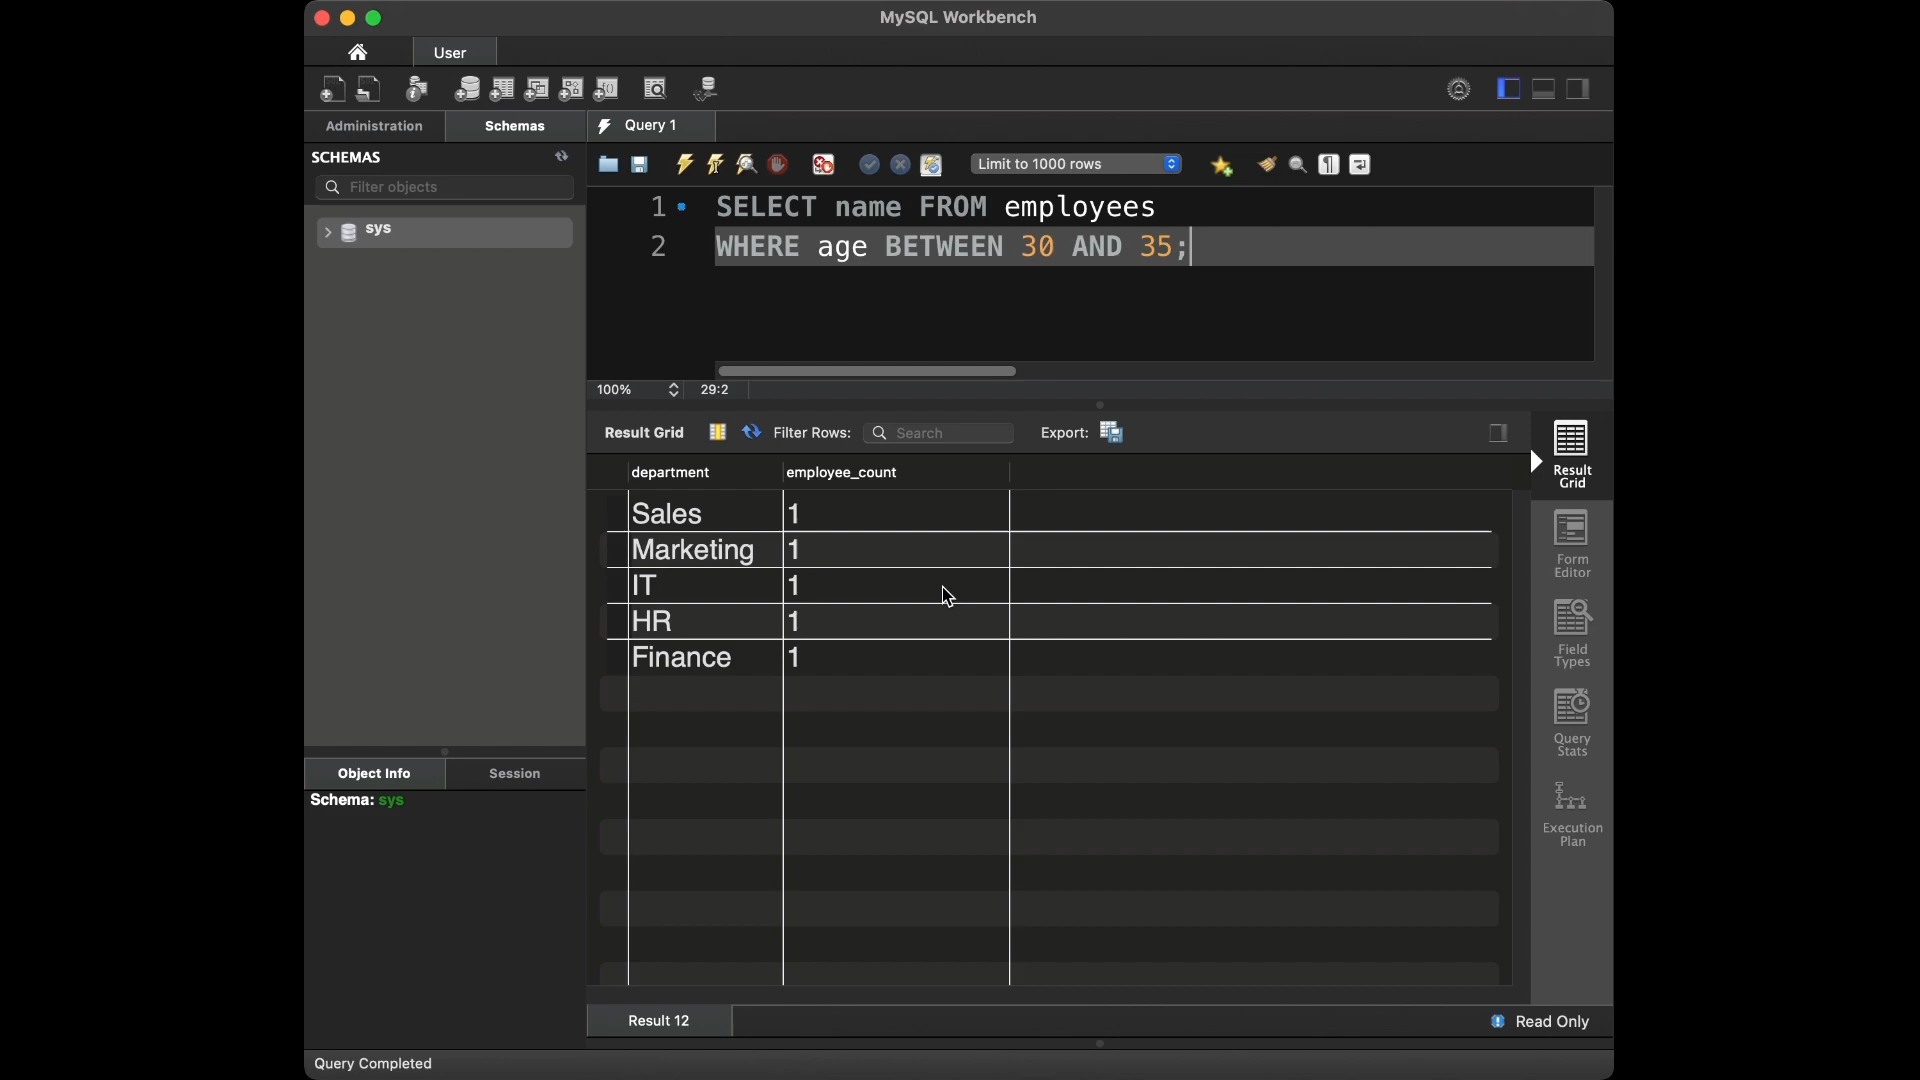 MySQL Workbench
User
Administration
Schemas
Query 1
SCHEMAS
Filter objects
Limit to 1000 rows
sys
1 SELECT name FROM employees
2 WHERE age BETWEEN 30 AND 35;
100%
29:2
Result Grid
Filter Rows:
Search
Export:
Result
Grid
department employee_count
Sales 1
Marketing 1
IT 1
HR 1
Finance 1
Form
Editor
Field
Types
Query
Stats
Execution
Plan
Object Info
Session
Schema: sys
Result 12
Read Only
Query Completed